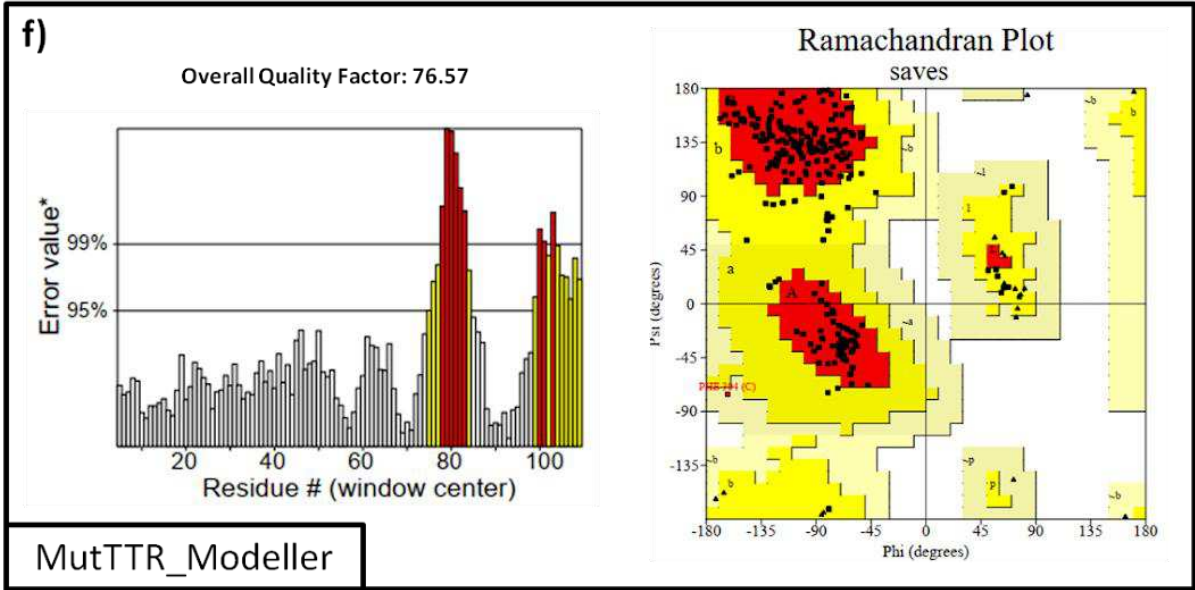 f)
Overall Quality Factor: 76.57
Error value*
99%
95%
20
40
60
80
100
Residue # (window center)
MutTTR_Modeller
Ramachandran Plot
saves
Psi (degrees)
180
135
90
45
0
-45
-90
-135
b
~b
~b
b
~l
l
a
A
~a
PHE 104 (C)
~b
b
~p
p
~b
-180
-135
-90
-45
0
45
90
135
180
Phi (degrees)